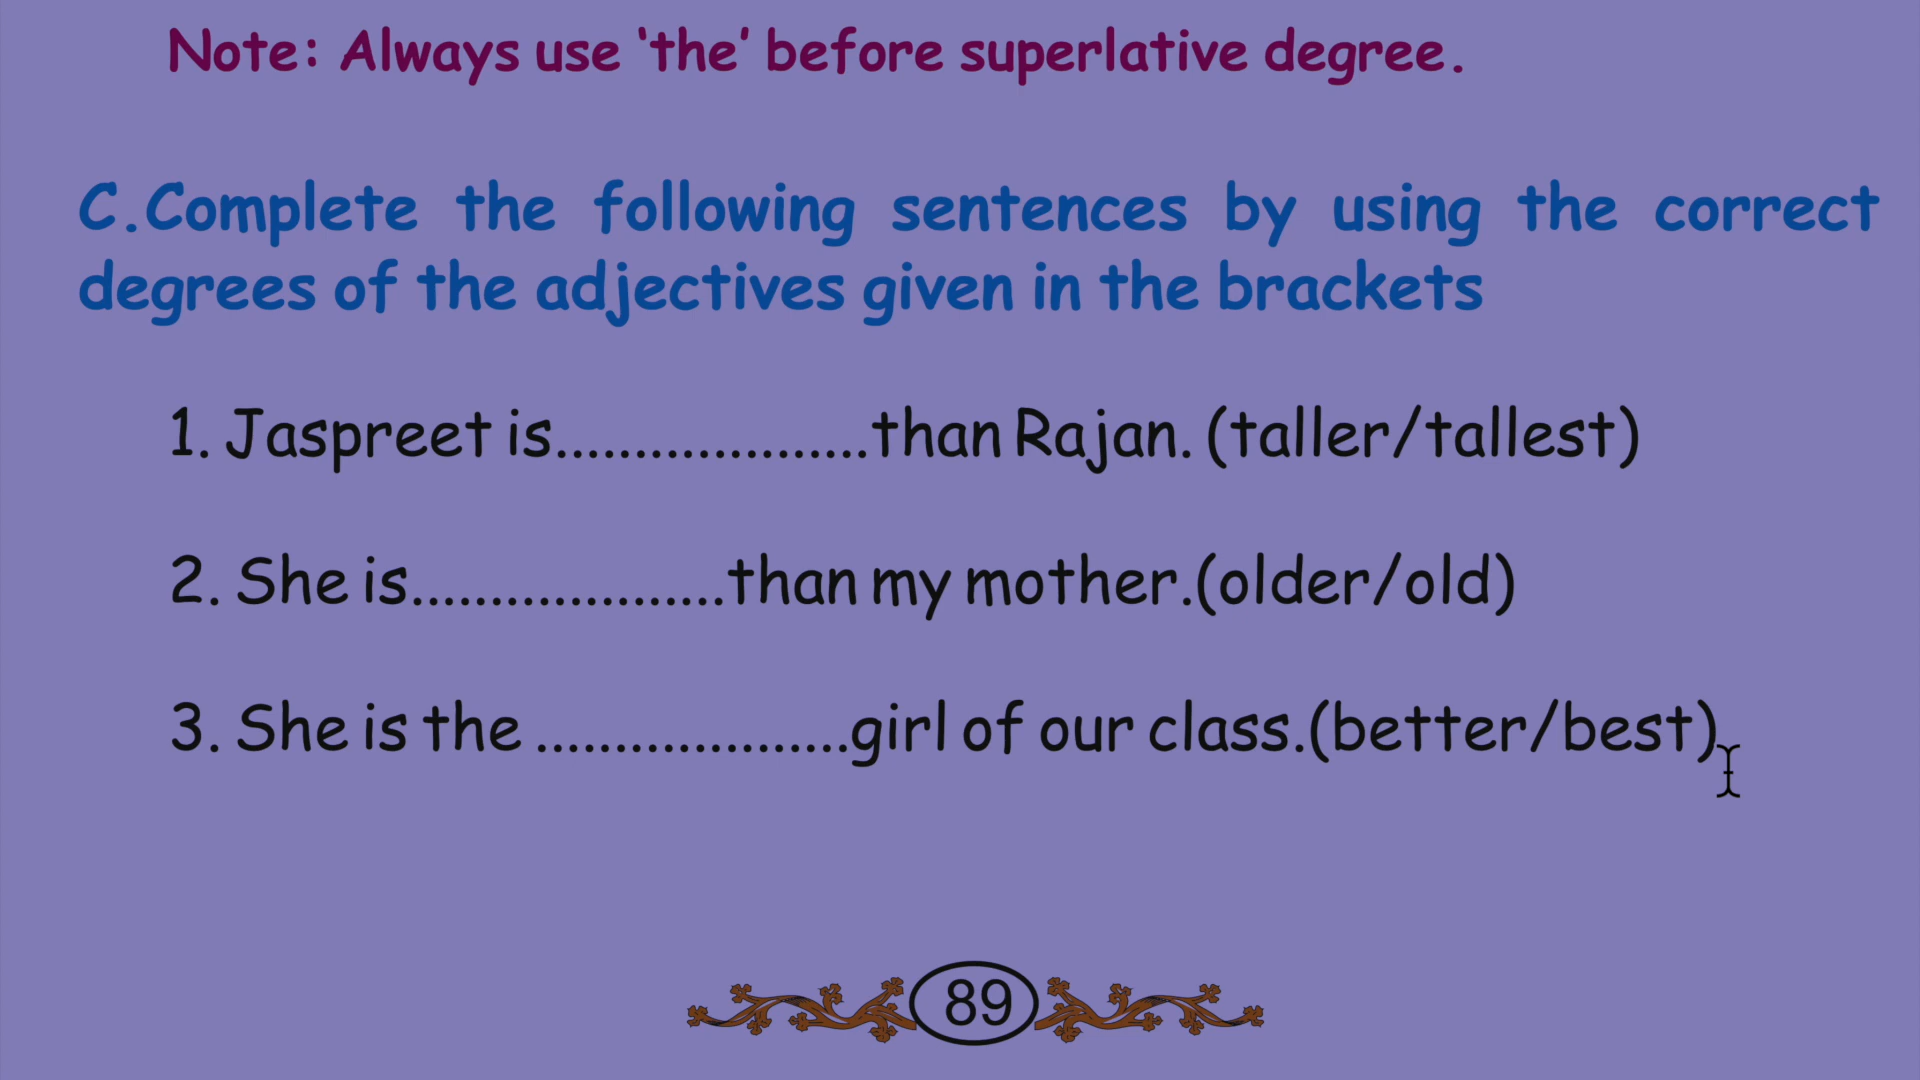 Note: Always use ‘the’ before superlative degree.
C.Complete the following sentences by using the correct
degrees of the adjectives given in the brackets
1. Jaspreet is....................than Rajan. (taller/tallest)
2. She is....................than my mother.(older/old)
3. She is the ....................girl of our class.(better/best)
89